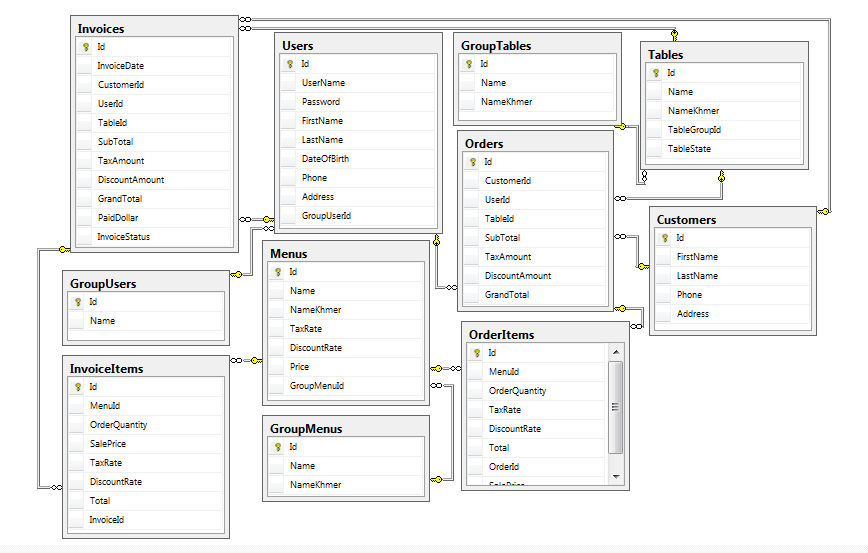 Invoices
Id
InvoiceDate
CustomerId
UserId
TableId
SubTotal
TaxAmount
DiscountAmount
GrandTotal
PaidDollar
InvoiceStatus
Users
Id
UserName
Password
FirstName
LastName
DateOfBirth
Phone
Address
GroupUserId
GroupTables
Id
Name
NameKhmer
Tables
Id
Name
NameKhmer
TableGroupId
TableState
Orders
Id
CustomerId
UserId
TableId
SubTotal
TaxAmount
DiscountAmount
GrandTotal
Customers
Id
FirstName
LastName
Phone
Address
GroupUsers
Id
Name
Menus
Id
Name
NameKhmer
TaxRate
DiscountRate
Price
GroupMenuId
OrderItems
Id
MenuId
OrderQuantity
TaxRate
DiscountRate
Total
OrderId
SalePrice
InvoiceItems
Id
MenuId
OrderQuantity
SalePrice
TaxRate
DiscountRate
Total
InvoiceId
GroupMenus
Id
Name
NameKhmer